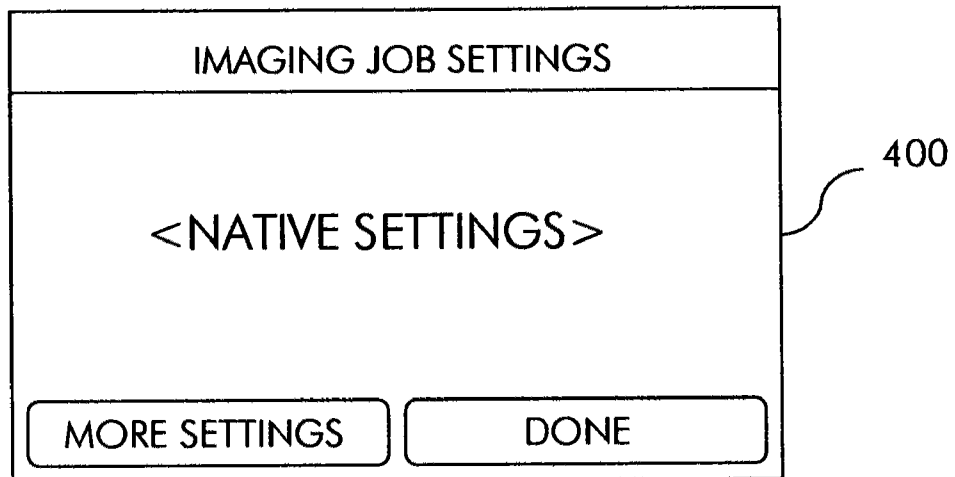 IMAGING JOB SETTINGS
400
<NATIVE SETTINGS>
MORE SETTINGS
DONE